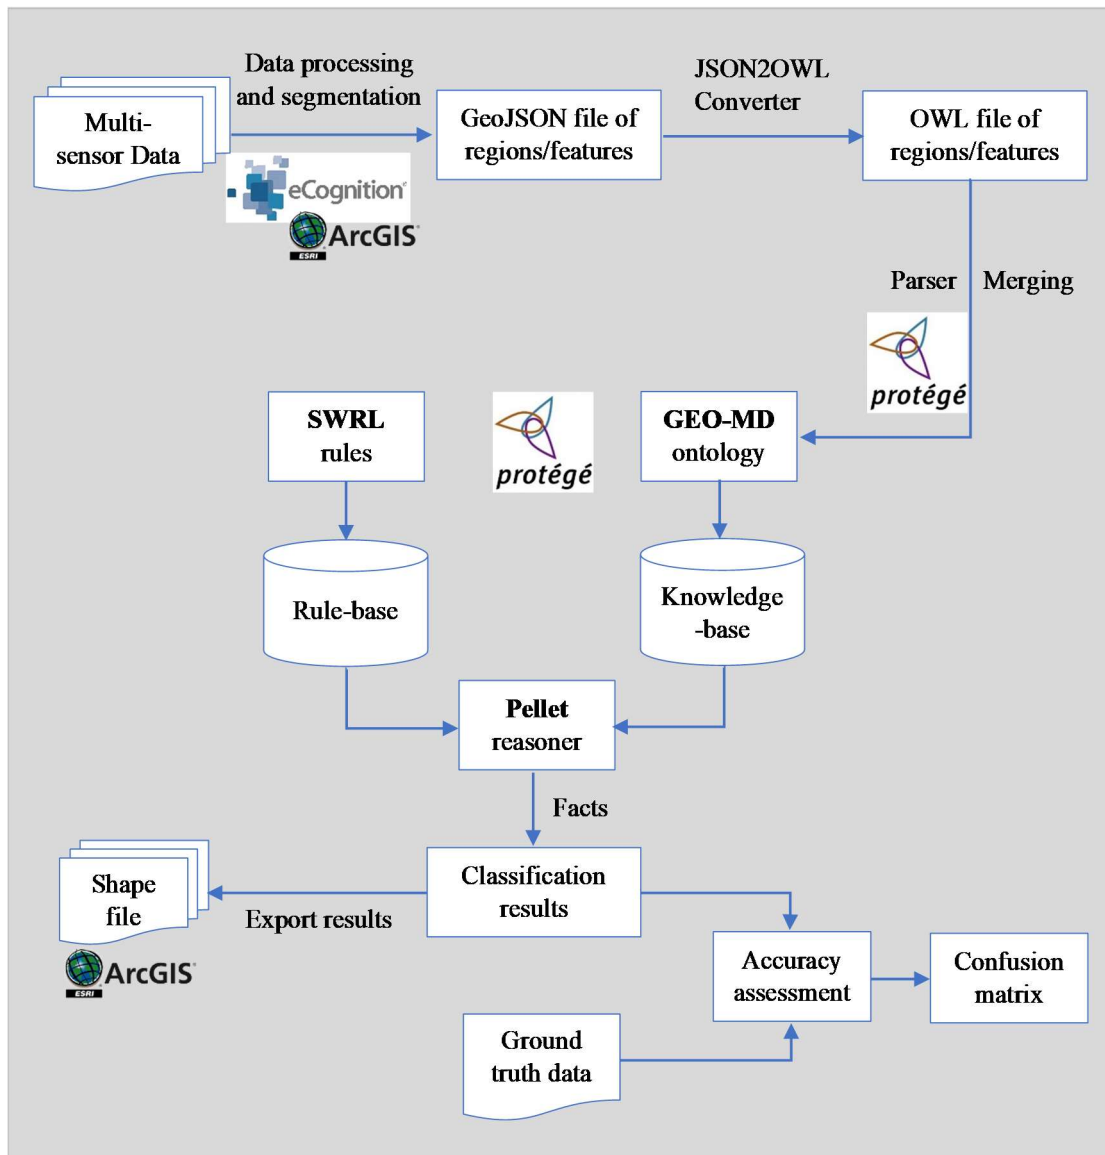 Data processing
and segmentation
JSON2OWL
Converter
Multi-
sensor Data
GeoJSON file of
regions/features
OWL file of
regions/features
eCognition
ArcGIS®
ESRI
Parser
Merging
protégé
SWRL
rules
protégé
GEO-MD
ontology
Rule-base
Knowledge
-base
Pellet
reasoner
Facts
Shape
file
Export results
Classification
results
ArcGIS®
ESRI
Accuracy
assessment
Confusion
matrix
Ground
truth data